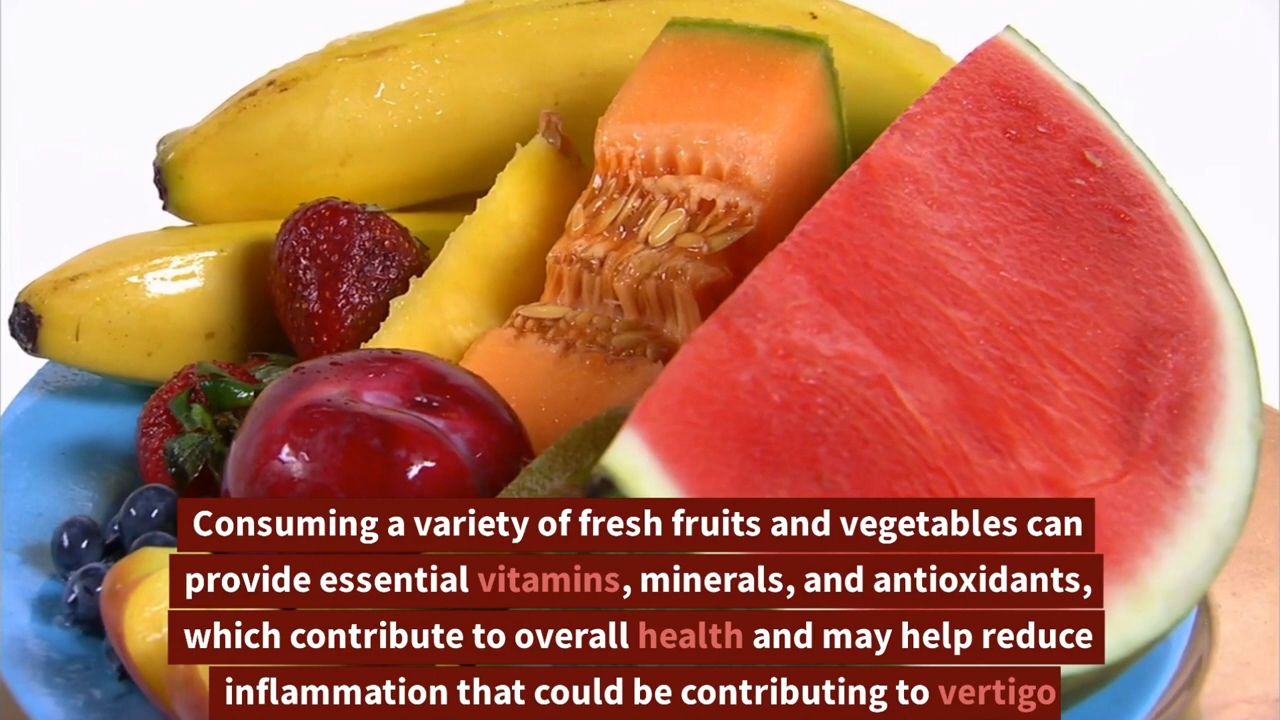 Consuming a variety of fresh fruits and vegetables can
provide essential vitamins, minerals, and antioxidants,
which contribute to overall health and may help reduce
inflammation that could be contributing to vertigo